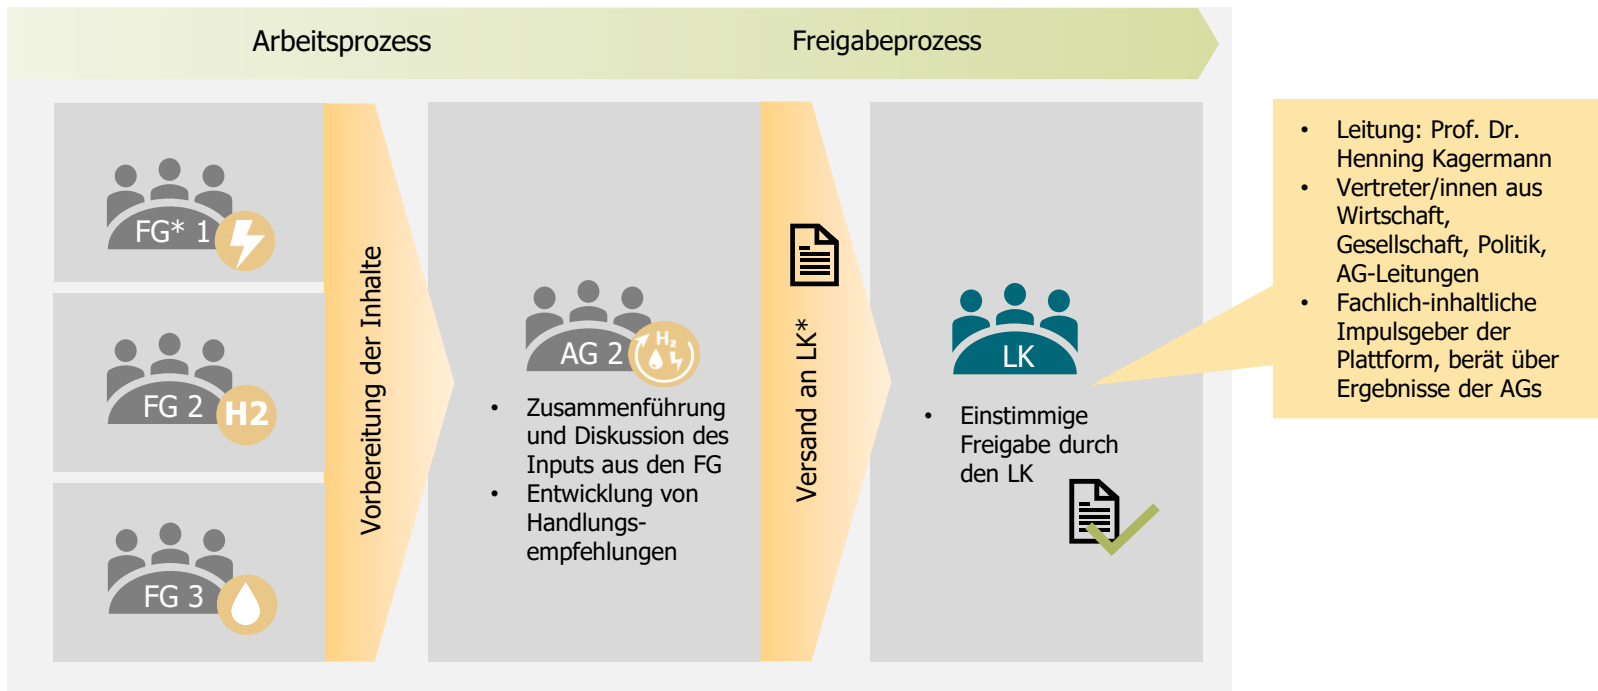 Arbeitsprozess
Freigabeprozess
FG* 1
FG 2
H2
FG 3
Vorbereitung der Inhalte
AG 2
H₂
• Zusammenführung
und Diskussion des
Inputs aus den FG
• Entwicklung von
Handlungs-
empfehlungen
Versand an LK*
LK
• Einstimmige
Freigabe durch
den LK
• Leitung: Prof. Dr.
Henning Kagermann
• Vertreter/innen aus
Wirtschaft,
Gesellschaft, Politik,
AG-Leitungen
• Fachlich-inhaltliche
Impulsgeber der
Plattform, berät über
Ergebnisse der AGs